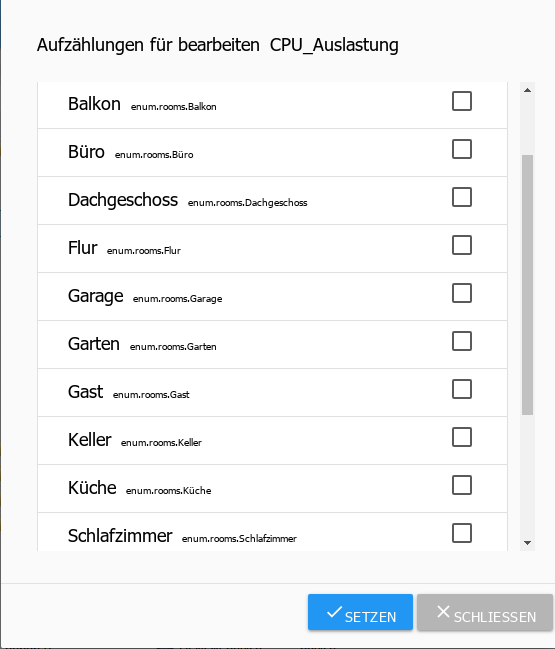 Aufzählungen für bearbeiten CPU_Auslastung
Balkon enum.rooms.Balkon
Büro enum.rooms.Büro
Dachgeschoss enum.rooms.Dachgeschoss
Flur enum.rooms.Flur
Garage enum.rooms.Garage
Garten enum.rooms.Garten
Gast enum.rooms.Gast
Keller enum.rooms.Keller
Küche enum.rooms.Küche
Schlafzimmer enum.rooms.Schlafzimmer
SETZEN SCHLIESSEN